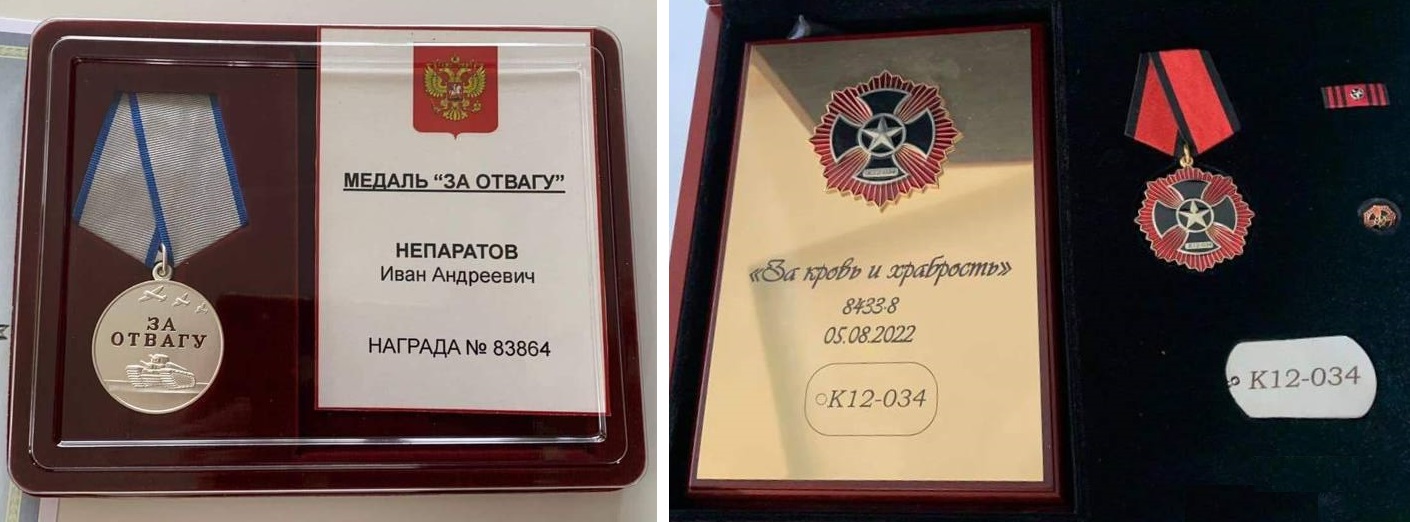 МЕДАЛЬ “ЗА ОТВАГУ”
НЕПАРАТОВ
Иван Андреевич
НАГРАДА № 83864
ЗА
ОТВАГУ
«За кровь и храбрость»
8433-8
05.08.2022
К12-034
К12-034